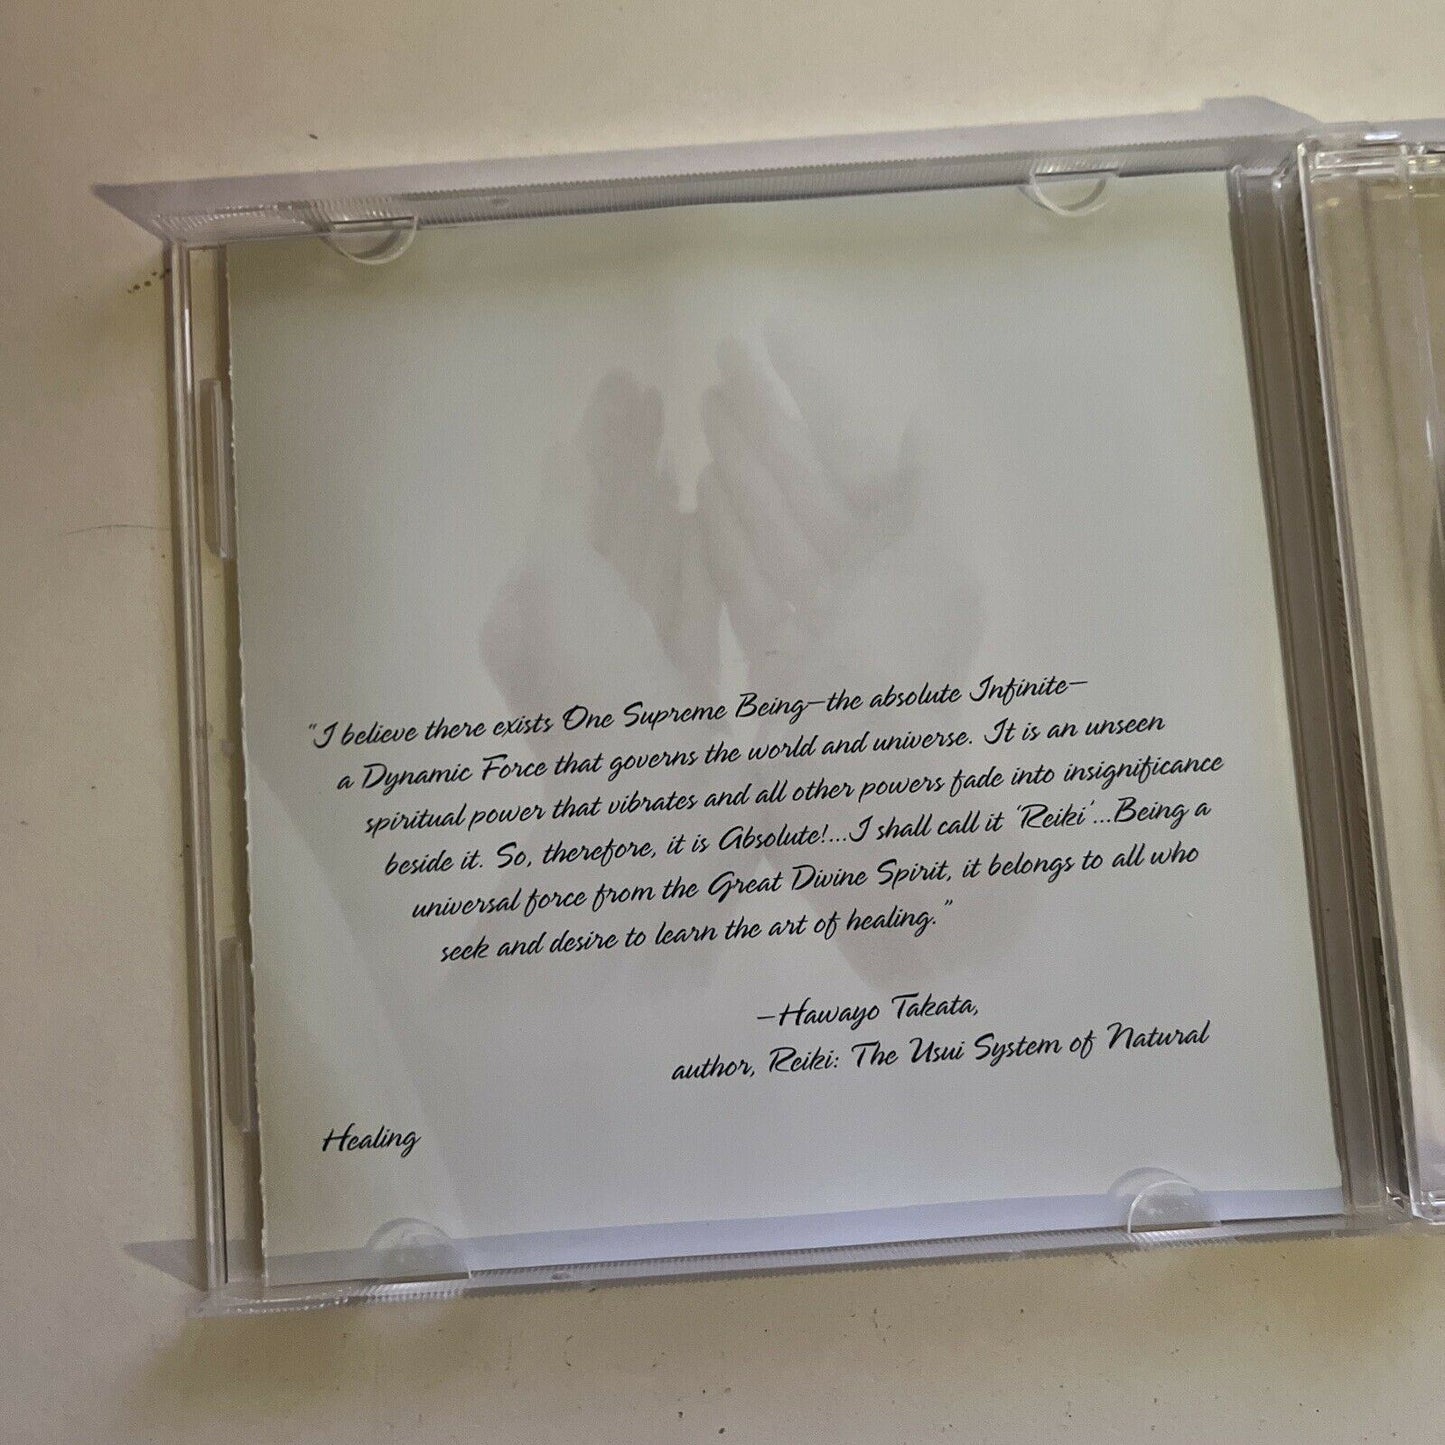 "I believe there exists One Supreme Being—the absolute Infinite—
a Dynamic Force that governs the world and universe. It is an unseen
spiritual power that vibrates and all other powers fade into insignificance
beside it. So, therefore, it is Absolute!...I shall call it 'Reiki'...Being a
universal force from the Great Divine Spirit, it belongs to all who
seek and desire to learn the art of healing."
—Hawayo Takata,
author, Reiki: The Usui System of Natural
Healing